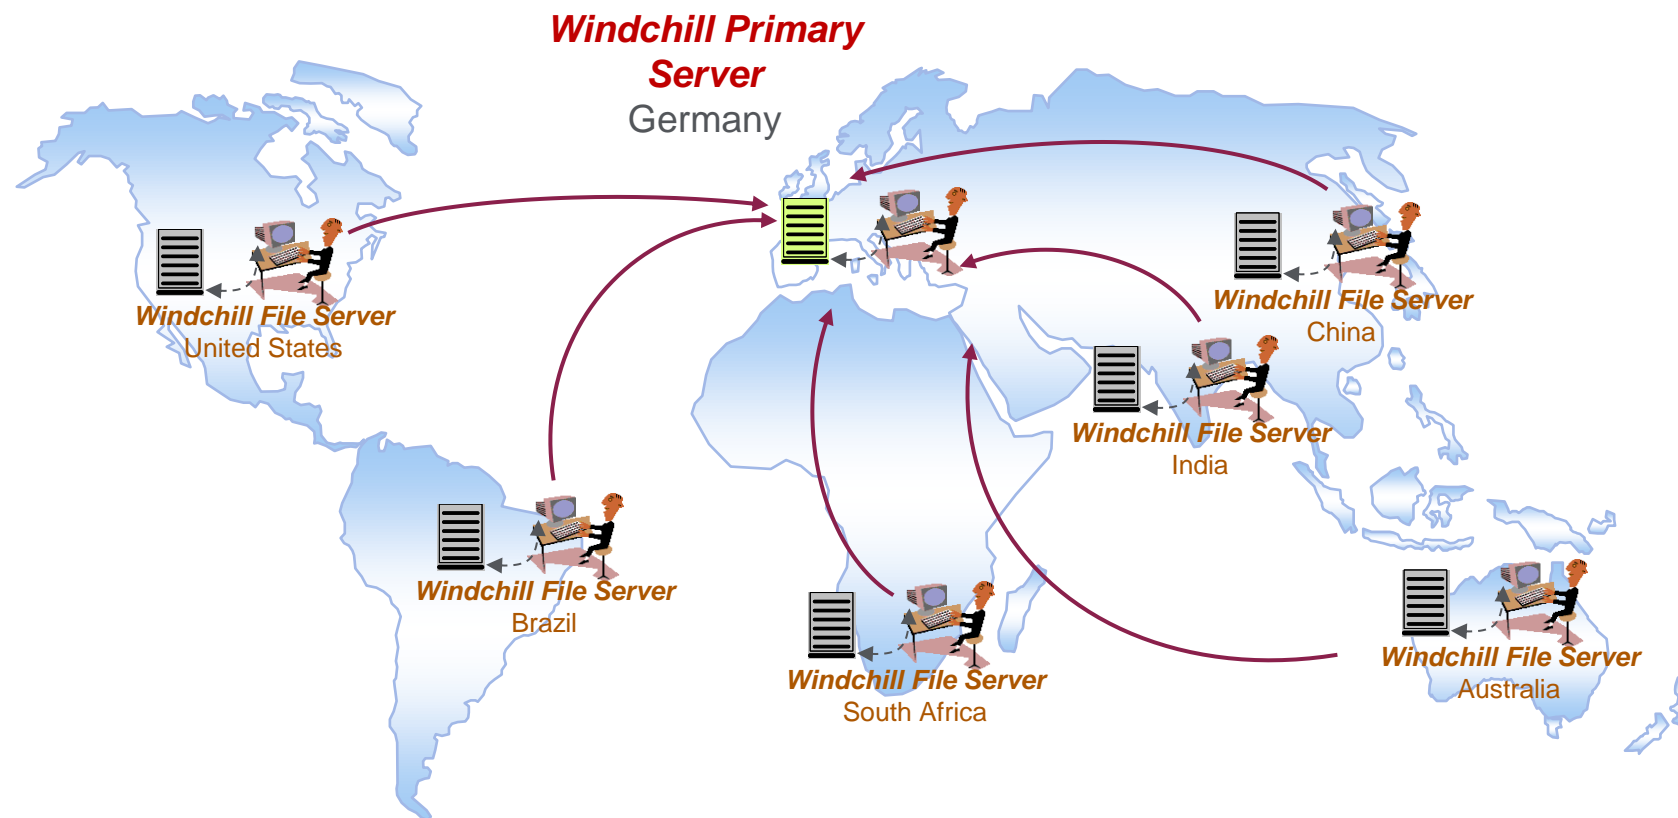 Windchill Primary
Server
Germany
Windchill File Server
United States
Windchill File Server
China
Windchill File Server
India
Windchill File Server
Brazil
Windchill File Server
South Africa
Windchill File Server
Australia